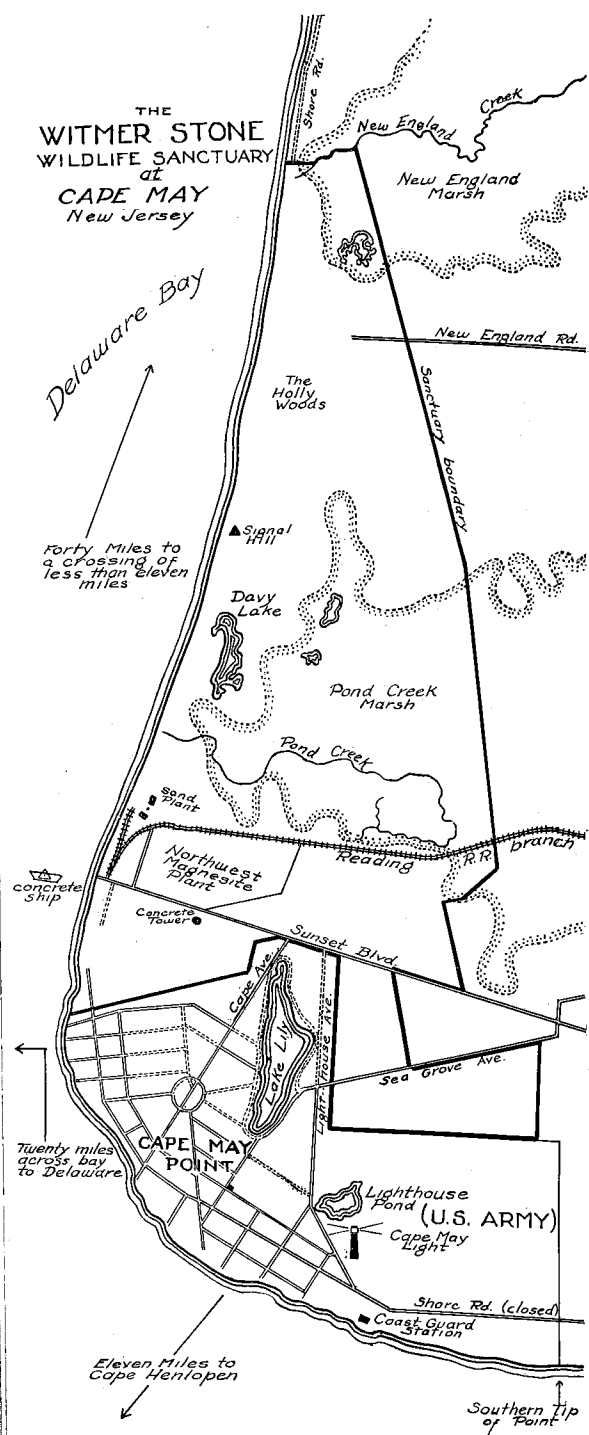 THE
WITMER STONE
WILDLIFE SANCTUARY
at
CAPE MAY
New Jersey
Shore Rd.
New England Creek
New England
Marsh
Delaware Bay
New England Rd.
The
Holly
Woods
Sanctuary boundary
Signal
Hill
Forty Miles to
a crossing of
less than eleven
miles
Davy
Lake
Pond Creek
Marsh
Pond Creek
Sand
Plant
Northwest
Magnesite
Plant
Reading R.R. branch
concrete
ship
Concrete
Tower
Sunset Blvd.
Cape Ave.
Lake Lily
Lighthouse Ave.
Sea Grove Ave.
Twenty miles
across bay
to Delaware
CAPE MAY
POINT
Lighthouse
Pond
(U.S. ARMY)
Cape May
Light
Shore Rd. (closed)
Coast Guard
Station
Eleven Miles to
Cape Henlopen
Southern Tip
of Point